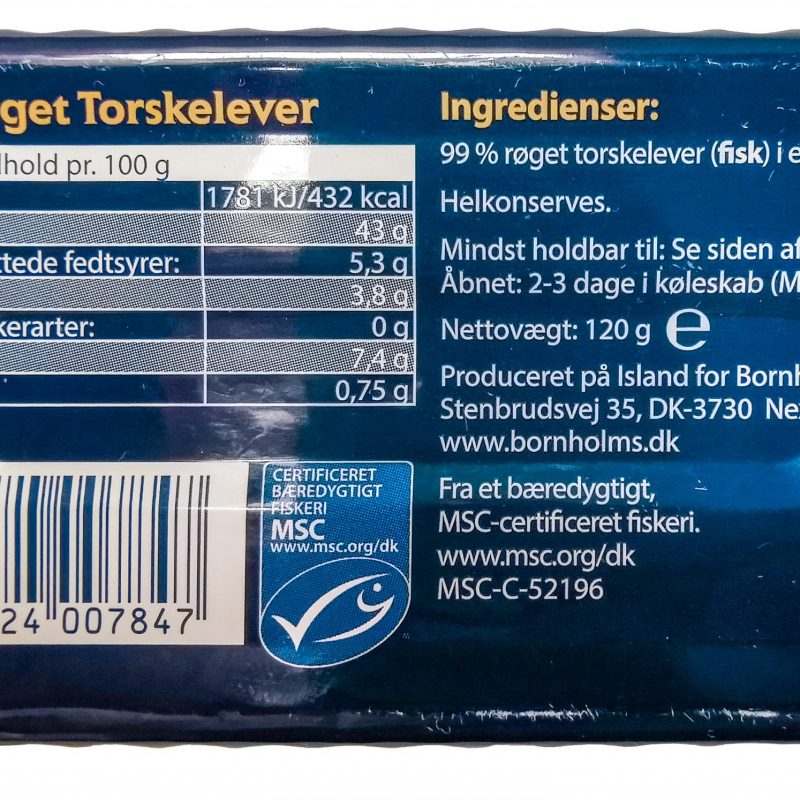 get Torskelever
dhold pr. 100 g
1781 kJ/432 kcal
43 g
ttede fedtsyrer: 5,3 g
3,8 g
kerarter: 0 g
7,4 g
0,75 g
24 007847
CERTIFICERET
BÆREDYGTIGT
FISKERI
MSC
www.msc.org/dk
Ingredienser:
99 % røget torskelever (fisk) i e
Helkonserves.
Mindst holdbar til: Se siden af
Åbnet: 2-3 dage i køleskab (M
Nettovægt: 120 g ℮
Produceret på Island for Bornh
Stenbrudsvej 35, DK-3730 Nex
www.bornholms.dk
Fra et bæredygtigt,
MSC-certificeret fiskeri.
www.msc.org/dk
MSC-C-52196